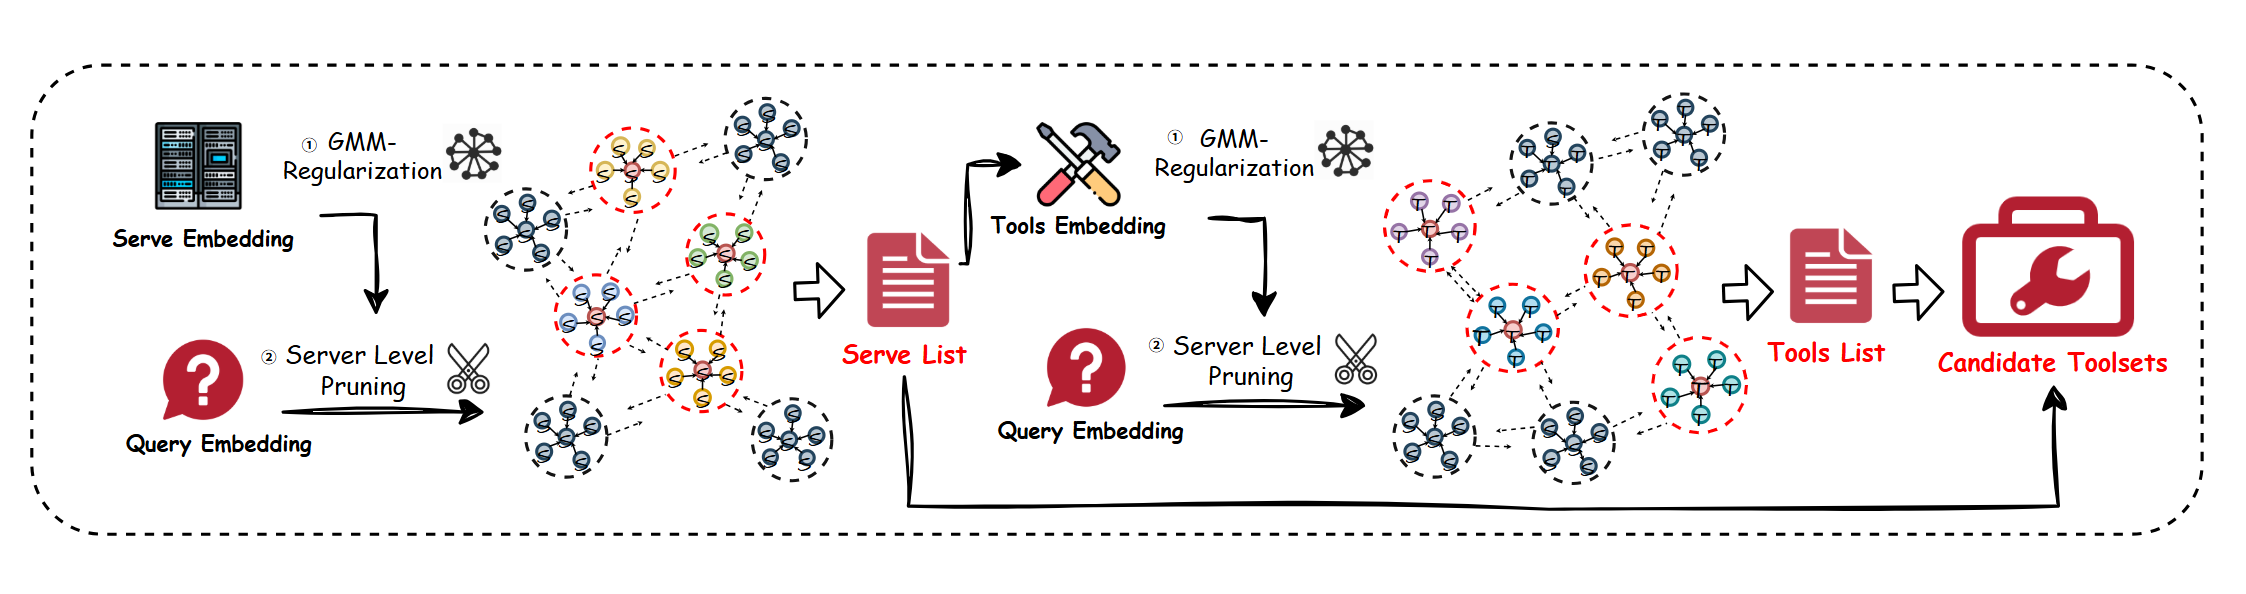 ① GMM-
Regularization
Serve Embedding
② Server Level
Pruning
Query Embedding
S S S S S S
S S S S S S
S S S S S S
S S S S S S
S S S S S S
S S S S S S
S S S S S S
S S S S S S
Serve List
① GMM-
Regularization
Tools Embedding
② Server Level
Pruning
Query Embedding
T T T T T T
T T T T T T
T T T T T T
T T T T T T
T T T T T T
T T T T T T
T T T T T T
T T T T T T
Tools List
Candidate Toolsets